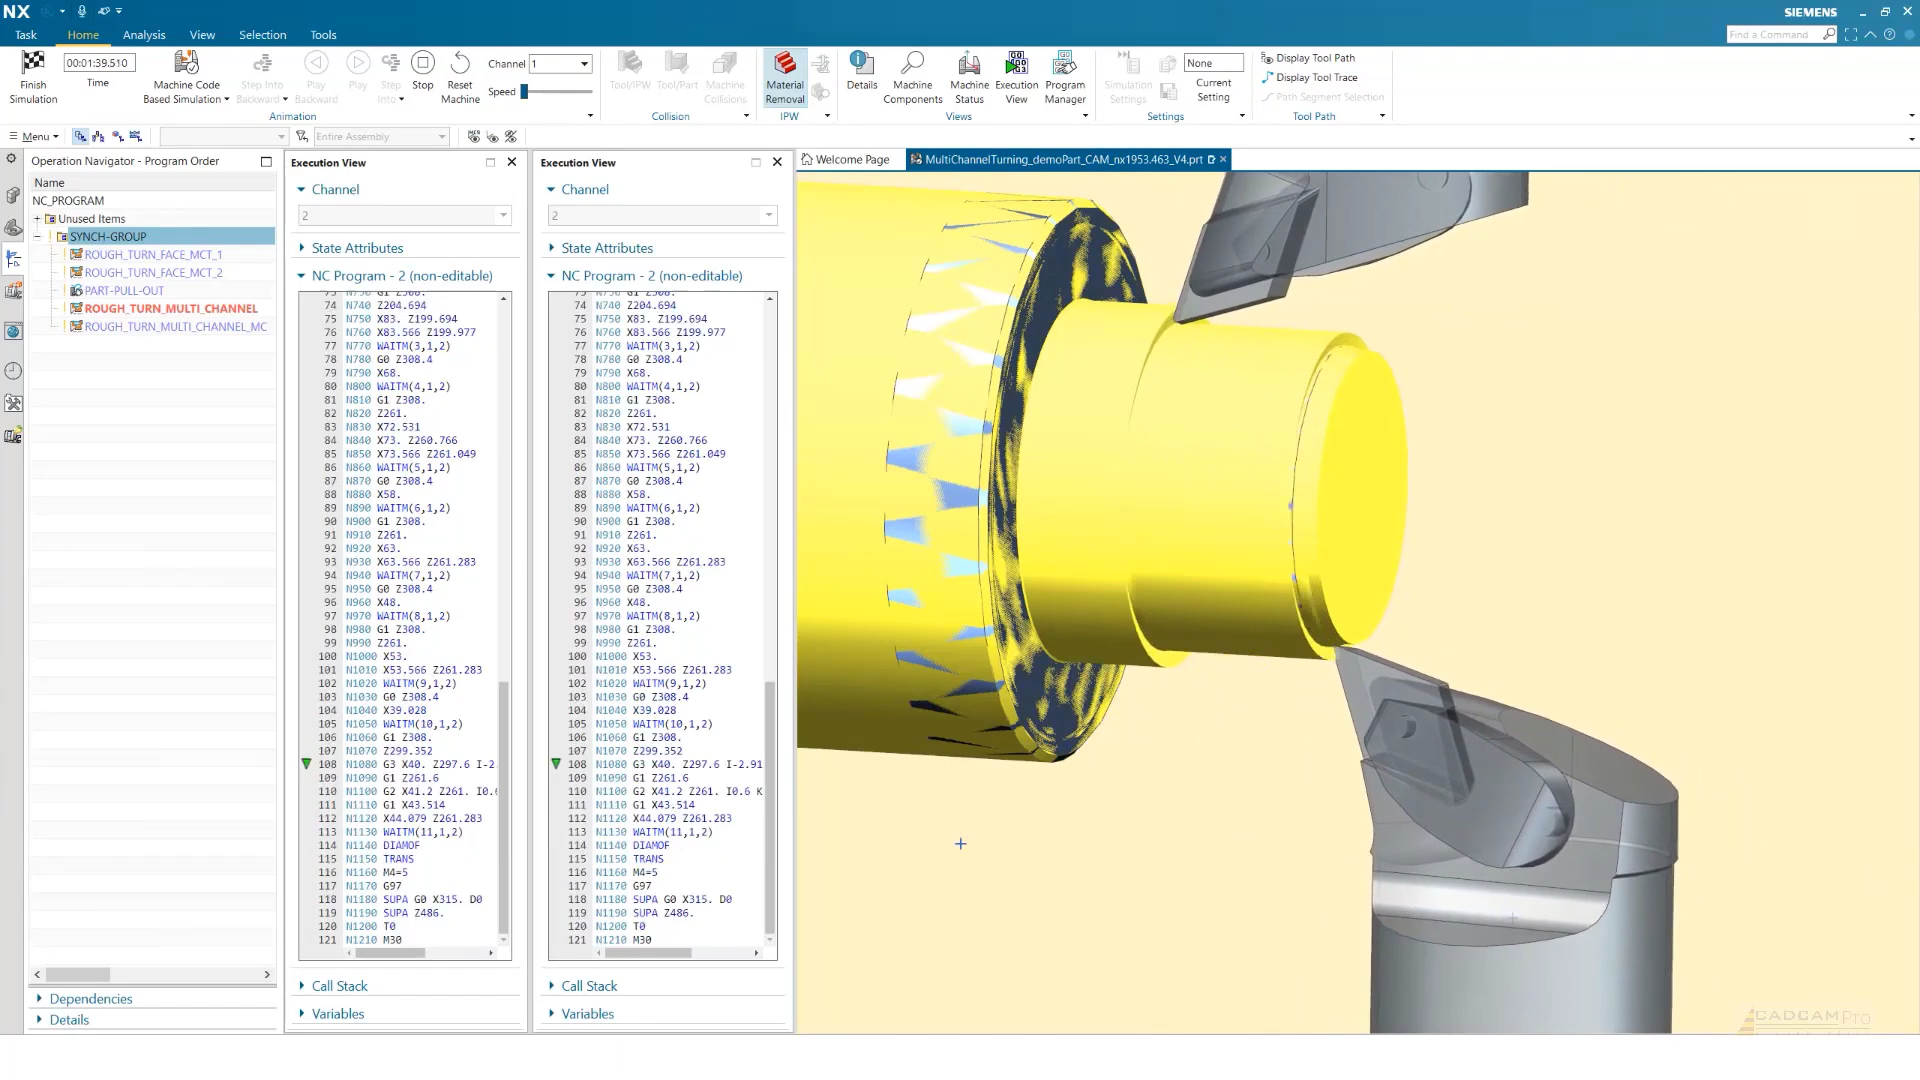 NX
SIEMENS
Task Home Analysis View Selection Tools
Find a Command
Finish Simulation
00:01:39.510
Time
Machine Code Based Simulation
Step Into Backward
Play Backward
Play
Step Into
Stop
Reset Machine
Channel 1
Speed
Animation
Tool/IPW
Tool/Part
Machine Collisions
Collision
Material Removal
IPW
Details
Machine Components
Machine Status
Execution View
Program Manager
Views
Simulation Settings
None
Current Setting
Settings
Display Tool Path
Display Tool Trace
Path Segment Selection
Tool Path
Menu
Entire Assembly
Operation Navigator - Program Order
Name
NC_PROGRAM
Unused Items
SYNCH-GROUP
ROUGH_TURN_FACE_MCT_1
ROUGH_TURN_FACE_MCT_2
PART-PULL-OUT
ROUGH_TURN_MULTI_CHANNEL
ROUGH_TURN_MULTI_CHANNEL_MC
Dependencies
Details
Execution View
Channel
2
State Attributes
NC Program - 2 (non-editable)
73 N730 G1 Z308.
74 N740 Z204.694
75 N750 X83. Z199.694
76 N760 X83.566 Z199.977
77 N770 WAITM(3,1,2)
78 N780 G0 Z308.4
79 N790 X68.
80 N800 WAITM(4,1,2)
81 N810 G1 Z308.
82 N820 Z261.
83 N830 X72.531
84 N840 X73. Z260.766
85 N850 X73.566 Z261.049
86 N860 WAITM(5,1,2)
87 N870 G0 Z308.4
88 N880 X58.
89 N890 WAITM(6,1,2)
90 N900 G1 Z308.
91 N910 Z261.
92 N920 X63.
93 N930 X63.566 Z261.283
94 N940 WAITM(7,1,2)
95 N950 G0 Z308.4
96 N960 X48.
97 N970 WAITM(8,1,2)
98 N980 G1 Z308.
99 N990 Z261.
100 N1000 X53.
101 N1010 X53.566 Z261.283
102 N1020 WAITM(9,1,2)
103 N1030 G0 Z308.4
104 N1040 X39.028
105 N1050 WAITM(10,1,2)
106 N1060 G1 Z308.
107 N1070 Z299.352
108 N1080 G3 X40. Z297.6 I-2
109 N1090 G1 Z261.6
110 N1100 G2 X41.2 Z261. I0.6
111 N1110 G1 X43.514
112 N1120 X44.079 Z261.283
113 N1130 WAITM(11,1,2)
114 N1140 DIAMOF
115 N1150 TRANS
116 N1160 M4=5
117 N1170 G97
118 N1180 SUPA G0 X315. D0
119 N1190 SUPA Z486.
120 N1200 T0
121 N1210 M30
Call Stack
Variables
Execution View
Channel
2
State Attributes
NC Program - 2 (non-editable)
73 N730 G1 Z308.
74 N740 Z204.694
75 N750 X83. Z199.694
76 N760 X83.566 Z199.977
77 N770 WAITM(3,1,2)
78 N780 G0 Z308.4
79 N790 X68.
80 N800 WAITM(4,1,2)
81 N810 G1 Z308.
82 N820 Z261.
83 N830 X72.531
84 N840 X73. Z260.766
85 N850 X73.566 Z261.049
86 N860 WAITM(5,1,2)
87 N870 G0 Z308.4
88 N880 X58.
89 N890 WAITM(6,1,2)
90 N900 G1 Z308.
91 N910 Z261.
92 N920 X63.
93 N930 X63.566 Z261.283
94 N940 WAITM(7,1,2)
95 N950 G0 Z308.4
96 N960 X48.
97 N970 WAITM(8,1,2)
98 N980 G1 Z308.
99 N990 Z261.
100 N1000 X53.
101 N1010 X53.566 Z261.283
102 N1020 WAITM(9,1,2)
103 N1030 G0 Z308.4
104 N1040 X39.028
105 N1050 WAITM(10,1,2)
106 N1060 G1 Z308.
107 N1070 Z299.352
108 N1080 G3 X40. Z297.6 I-2.91
109 N1090 G1 Z261.6
110 N1100 G2 X41.2 Z261. I0.6 K
111 N1110 G1 X43.514
112 N1120 X44.079 Z261.283
113 N1130 WAITM(11,1,2)
114 N1140 DIAMOF
115 N1150 TRANS
116 N1160 M4=5
117 N1170 G97
118 N1180 SUPA G0 X315. D0
119 N1190 SUPA Z486.
120 N1200 T0
121 N1210 M30
Call Stack
Variables
Welcome Page
MultiChannelTurning_demoPart_CAM_nx1953.463_V4.prt
CADCAMPro